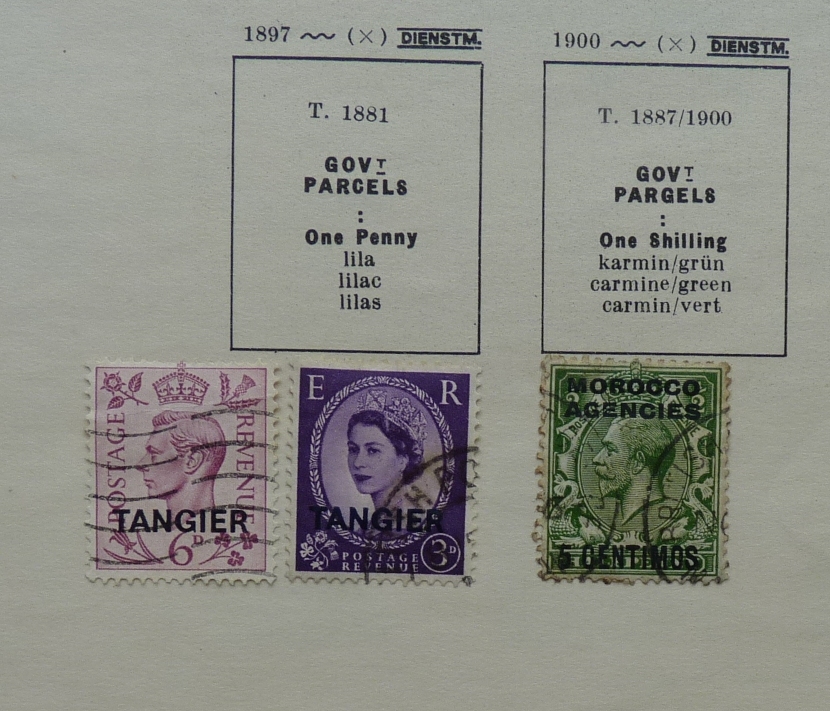 1897 (×) DIENSTM.
T. 1881
GOVT
PARCELS
:
One Penny
lila
lilac
lilas
1900 (×) DIENSTM.
T. 1887/1900
GOVT
PARGELS
:
One Shilling
karmin/grün
carmine/green
carmin/vert
POSTAGE
REVENUE
TANGIER
6D
E R
TANGIER
POSTAGE
REVENUE
3D
MOROCCO
AGENCIES
5 CENTIMOS